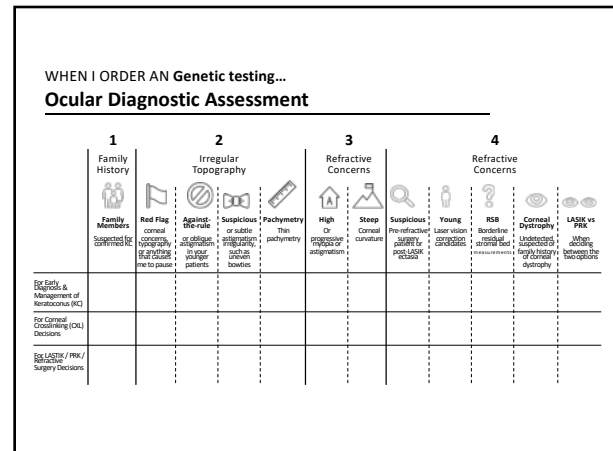 WHEN I ORDER AN Genetic testing...
Ocular Diagnostic Assessment
1 2 3 4
Family
History
Irregular
Topography
Refractive
Concerns
Refractive
Concerns
A
Family
Members
Suspected for
confirmed KC
Red Flag
corneal
concerns,
typography
or anything
that causes
me to pause
Against-
the-rule
or oblique
astigmatism
in your
younger
patients
Suspicious
or subtle
astigmatism
irregularity,
such as
uneven
bowties
Pachymetry
Thin
pachymetry
High
Or
progressive
myopia or
astigmatism
Steep
Corneal
curvature
Suspicious
Pre-refractive
surgery
patient or
post-LASIK
ectasia
Young
Laser vision
correction
candidates
RSB
Borderline
residual
stromal bed
measurements
Corneal
Dystrophy
Undetected,
suspected or
family history
of corneal
dystrophy
LASIK vs
PRK
When
deciding
between the
two options
For Early
Diagnosis &
Management of
Keratoconus (KC)
For Corneal
Crosslinking (CXL)
Decisions
For LASTIK / PRK /
Refractive
Surgery Decisions